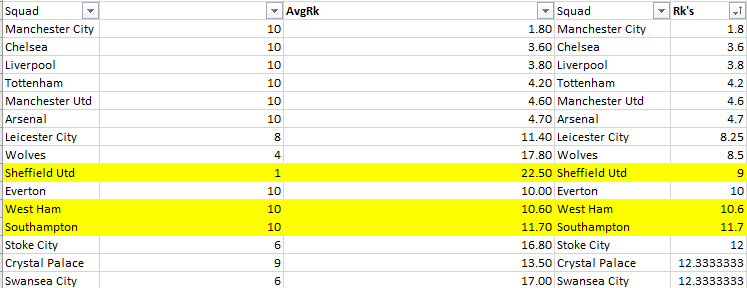 Squad AvgRk Squad Rk's
Manchester City 10 1.80 Manchester City 1.8
Chelsea 10 3.60 Chelsea 3.6
Liverpool 10 3.80 Liverpool 3.8
Tottenham 10 4.20 Tottenham 4.2
Manchester Utd 10 4.60 Manchester Utd 4.6
Arsenal 10 4.70 Arsenal 4.7
Leicester City 8 11.40 Leicester City 8.25
Wolves 4 17.80 Wolves 8.5
Sheffield Utd 1 22.50 Sheffield Utd 9
Everton 10 10.00 Everton 10
West Ham 10 10.60 West Ham 10.6
Southampton 10 11.70 Southampton 11.7
Stoke City 6 16.80 Stoke City 12
Crystal Palace 9 13.50 Crystal Palace 12.3333333
Swansea City 6 17.00 Swansea City 12.3333333